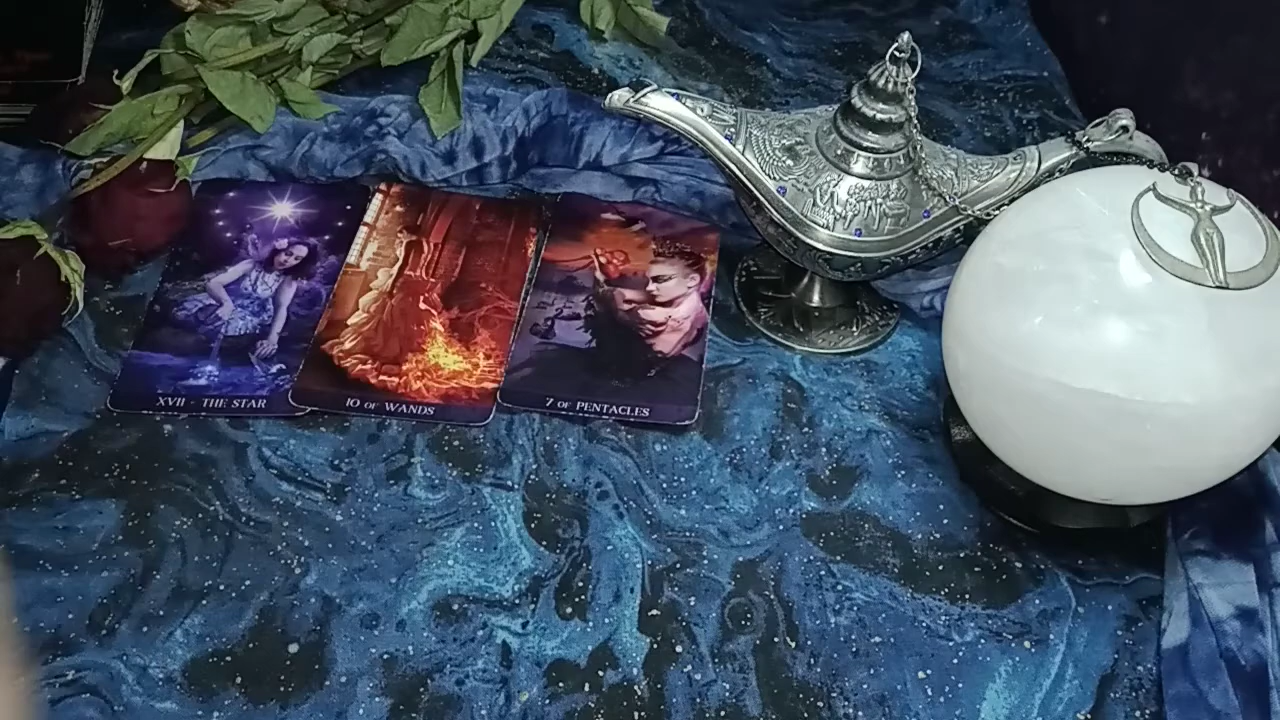 XVII · THE STAR
10 OF WANDS
7 OF PENTACLES